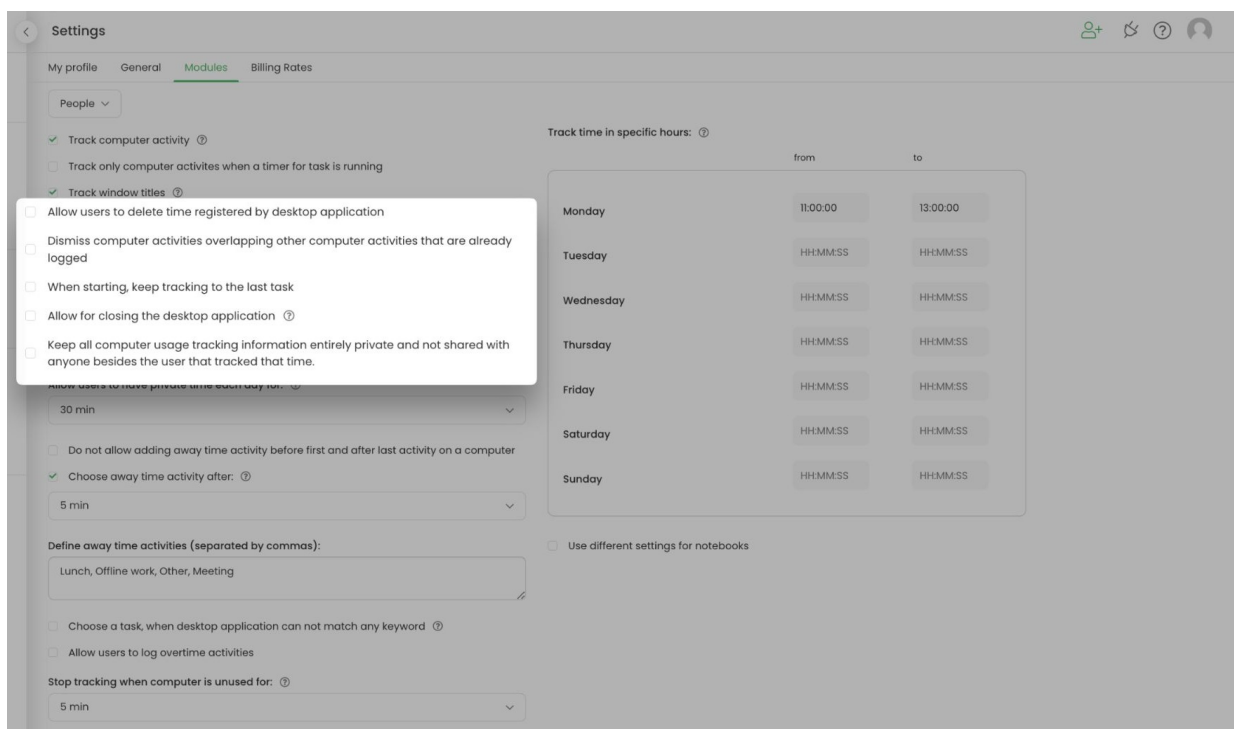 Settings
My profile General Modules Billing Rates
People
Track computer activity
Track only computer activites when a timer for task is running
Track window titles
Allow users to delete time registered by desktop application
Dismiss computer activities overlapping other computer activities that are already
logged
When starting, keep tracking to the last task
Allow for closing the desktop application
Keep all computer usage tracking information entirely private and not shared with
anyone besides the user that tracked that time.
Allow users to have private time each day for:
30 min
Do not allow adding away time activity before first and after last activity on a computer
Choose away time activity after:
5 min
Define away time activities (separated by commas):
Lunch, Offline work, Other, Meeting
Choose a task, when desktop application can not match any keyword
Allow users to log overtime activities
Stop tracking when computer is unused for:
5 min
Track time in specific hours:
from to
Monday 11:00:00 13:00:00
Tuesday HH:MM:SS HH:MM:SS
Wednesday HH:MM:SS HH:MM:SS
Thursday HH:MM:SS HH:MM:SS
Friday HH:MM:SS HH:MM:SS
Saturday HH:MM:SS HH:MM:SS
Sunday HH:MM:SS HH:MM:SS
Use different settings for notebooks